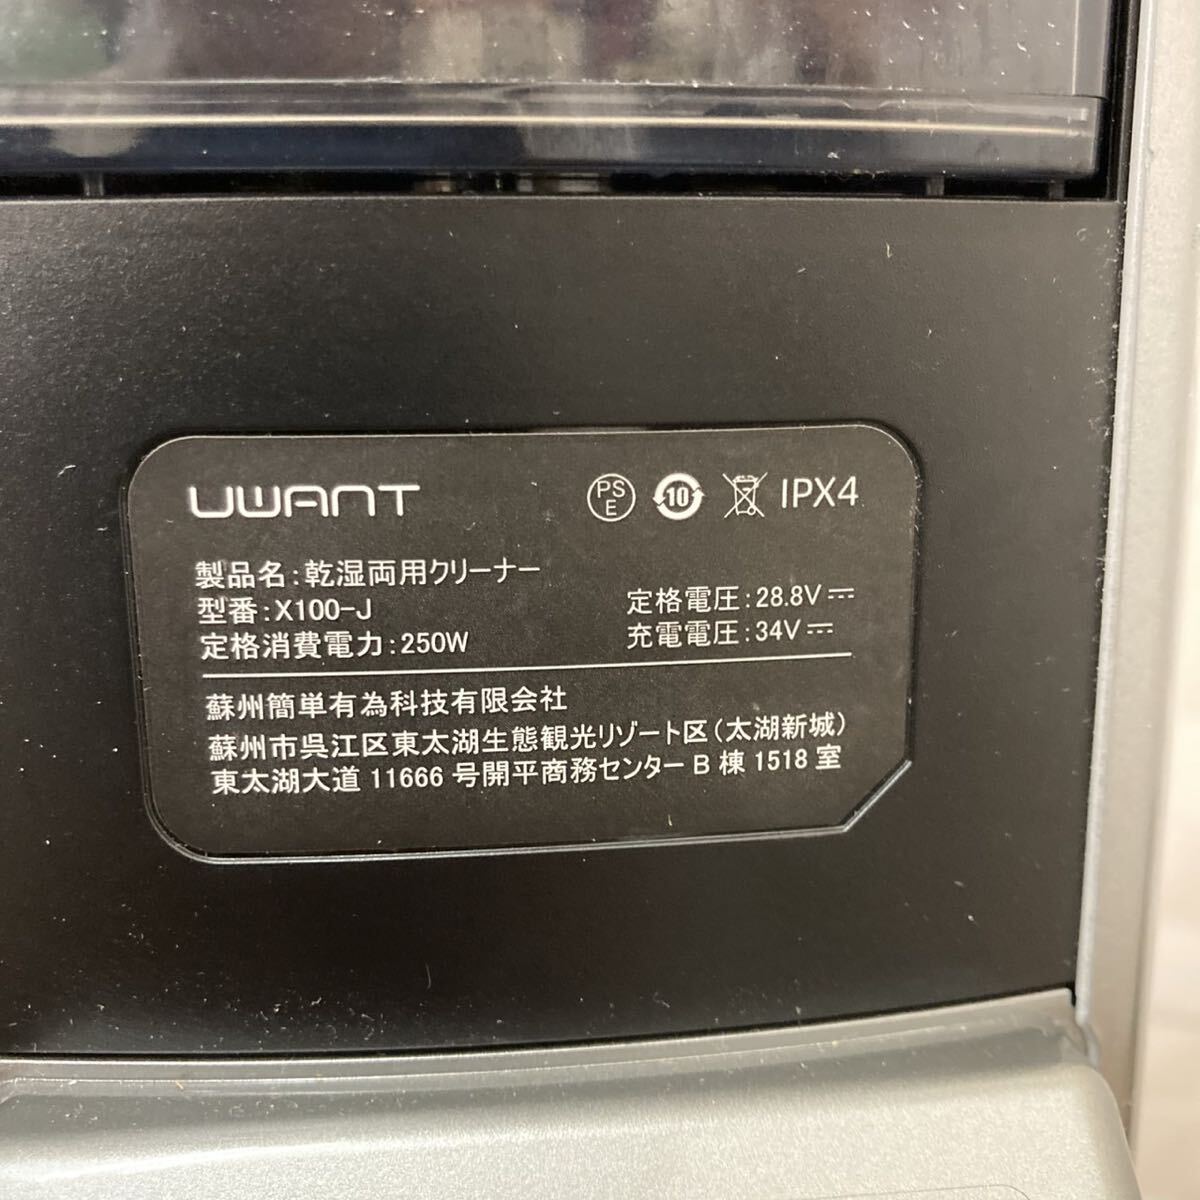 UWANT PS E 10 IPX4
製品名:乾湿両用クリーナー
型番:X100-J 定格電圧:28.8V⎓
定格消費電力:250W 充電電圧:34V⎓
蘇州簡単有為科技有限会社
蘇州市呉江区東太湖生態観光リゾート区(太湖新城)
東太湖大道 11666 号開平商務センター B 棟 1518 室